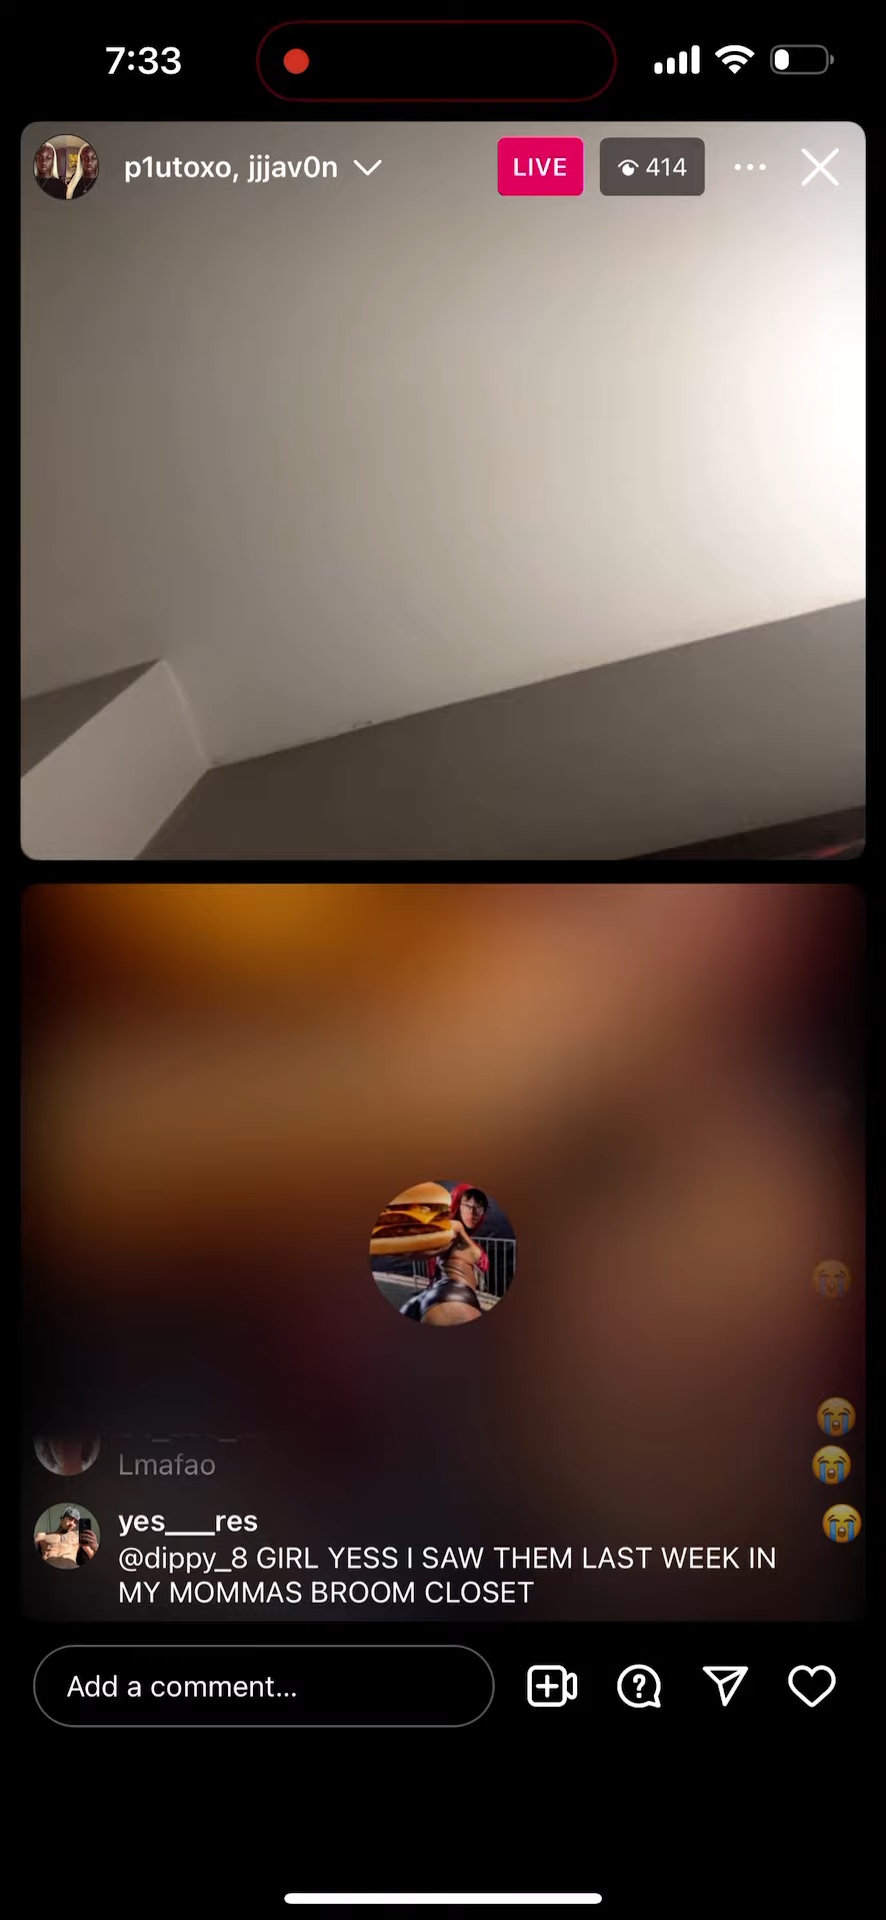 7:33
p1utoxo, jjjav0n
LIVE
414
Lmafao
yes___res
@dippy_8 GIRL YESS I SAW THEM LAST WEEK IN
MY MOMMAS BROOM CLOSET
Add a comment...